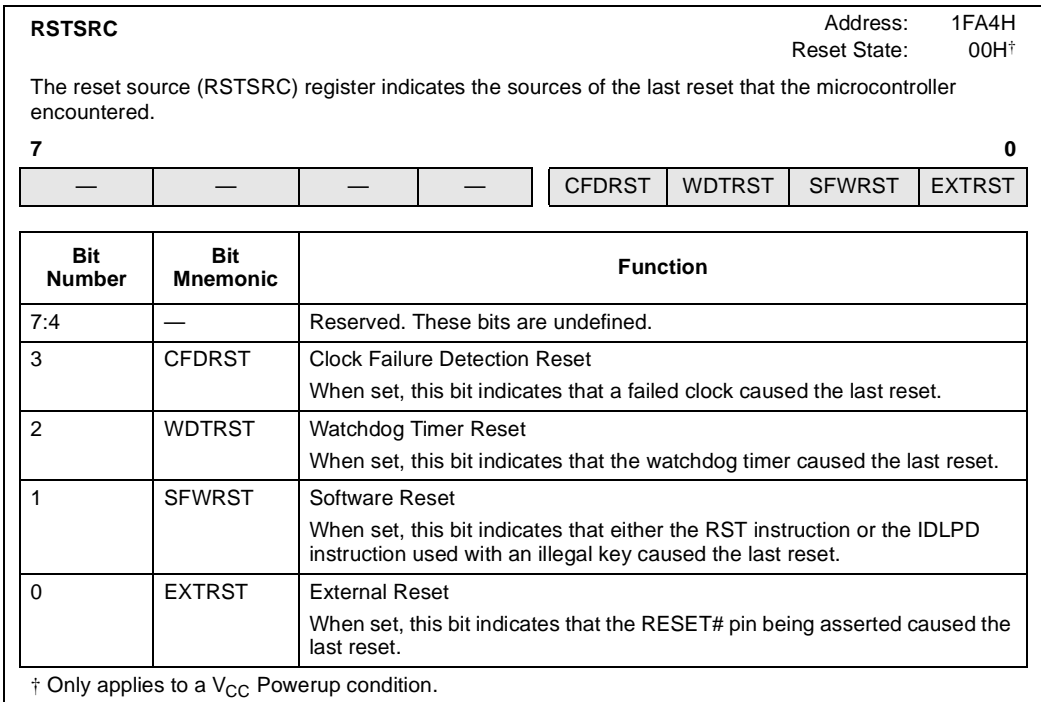 RSTSRC Address: 1FA4H
Reset State: 00H†
The reset source (RSTSRC) register indicates the sources of the last reset that the microcontroller
encountered.
7 0
— — — — CFDRST WDTRST SFWRST EXTRST
Bit Number Bit Mnemonic Function
7:4 — Reserved. These bits are undefined.
3 CFDRST Clock Failure Detection Reset
When set, this bit indicates that a failed clock caused the last reset.
2 WDTRST Watchdog Timer Reset
When set, this bit indicates that the watchdog timer caused the last reset.
1 SFWRST Software Reset
When set, this bit indicates that either the RST instruction or the IDLPD
instruction used with an illegal key caused the last reset.
0 EXTRST External Reset
When set, this bit indicates that the RESET# pin being asserted caused the
last reset.
† Only applies to a VCC Powerup condition.